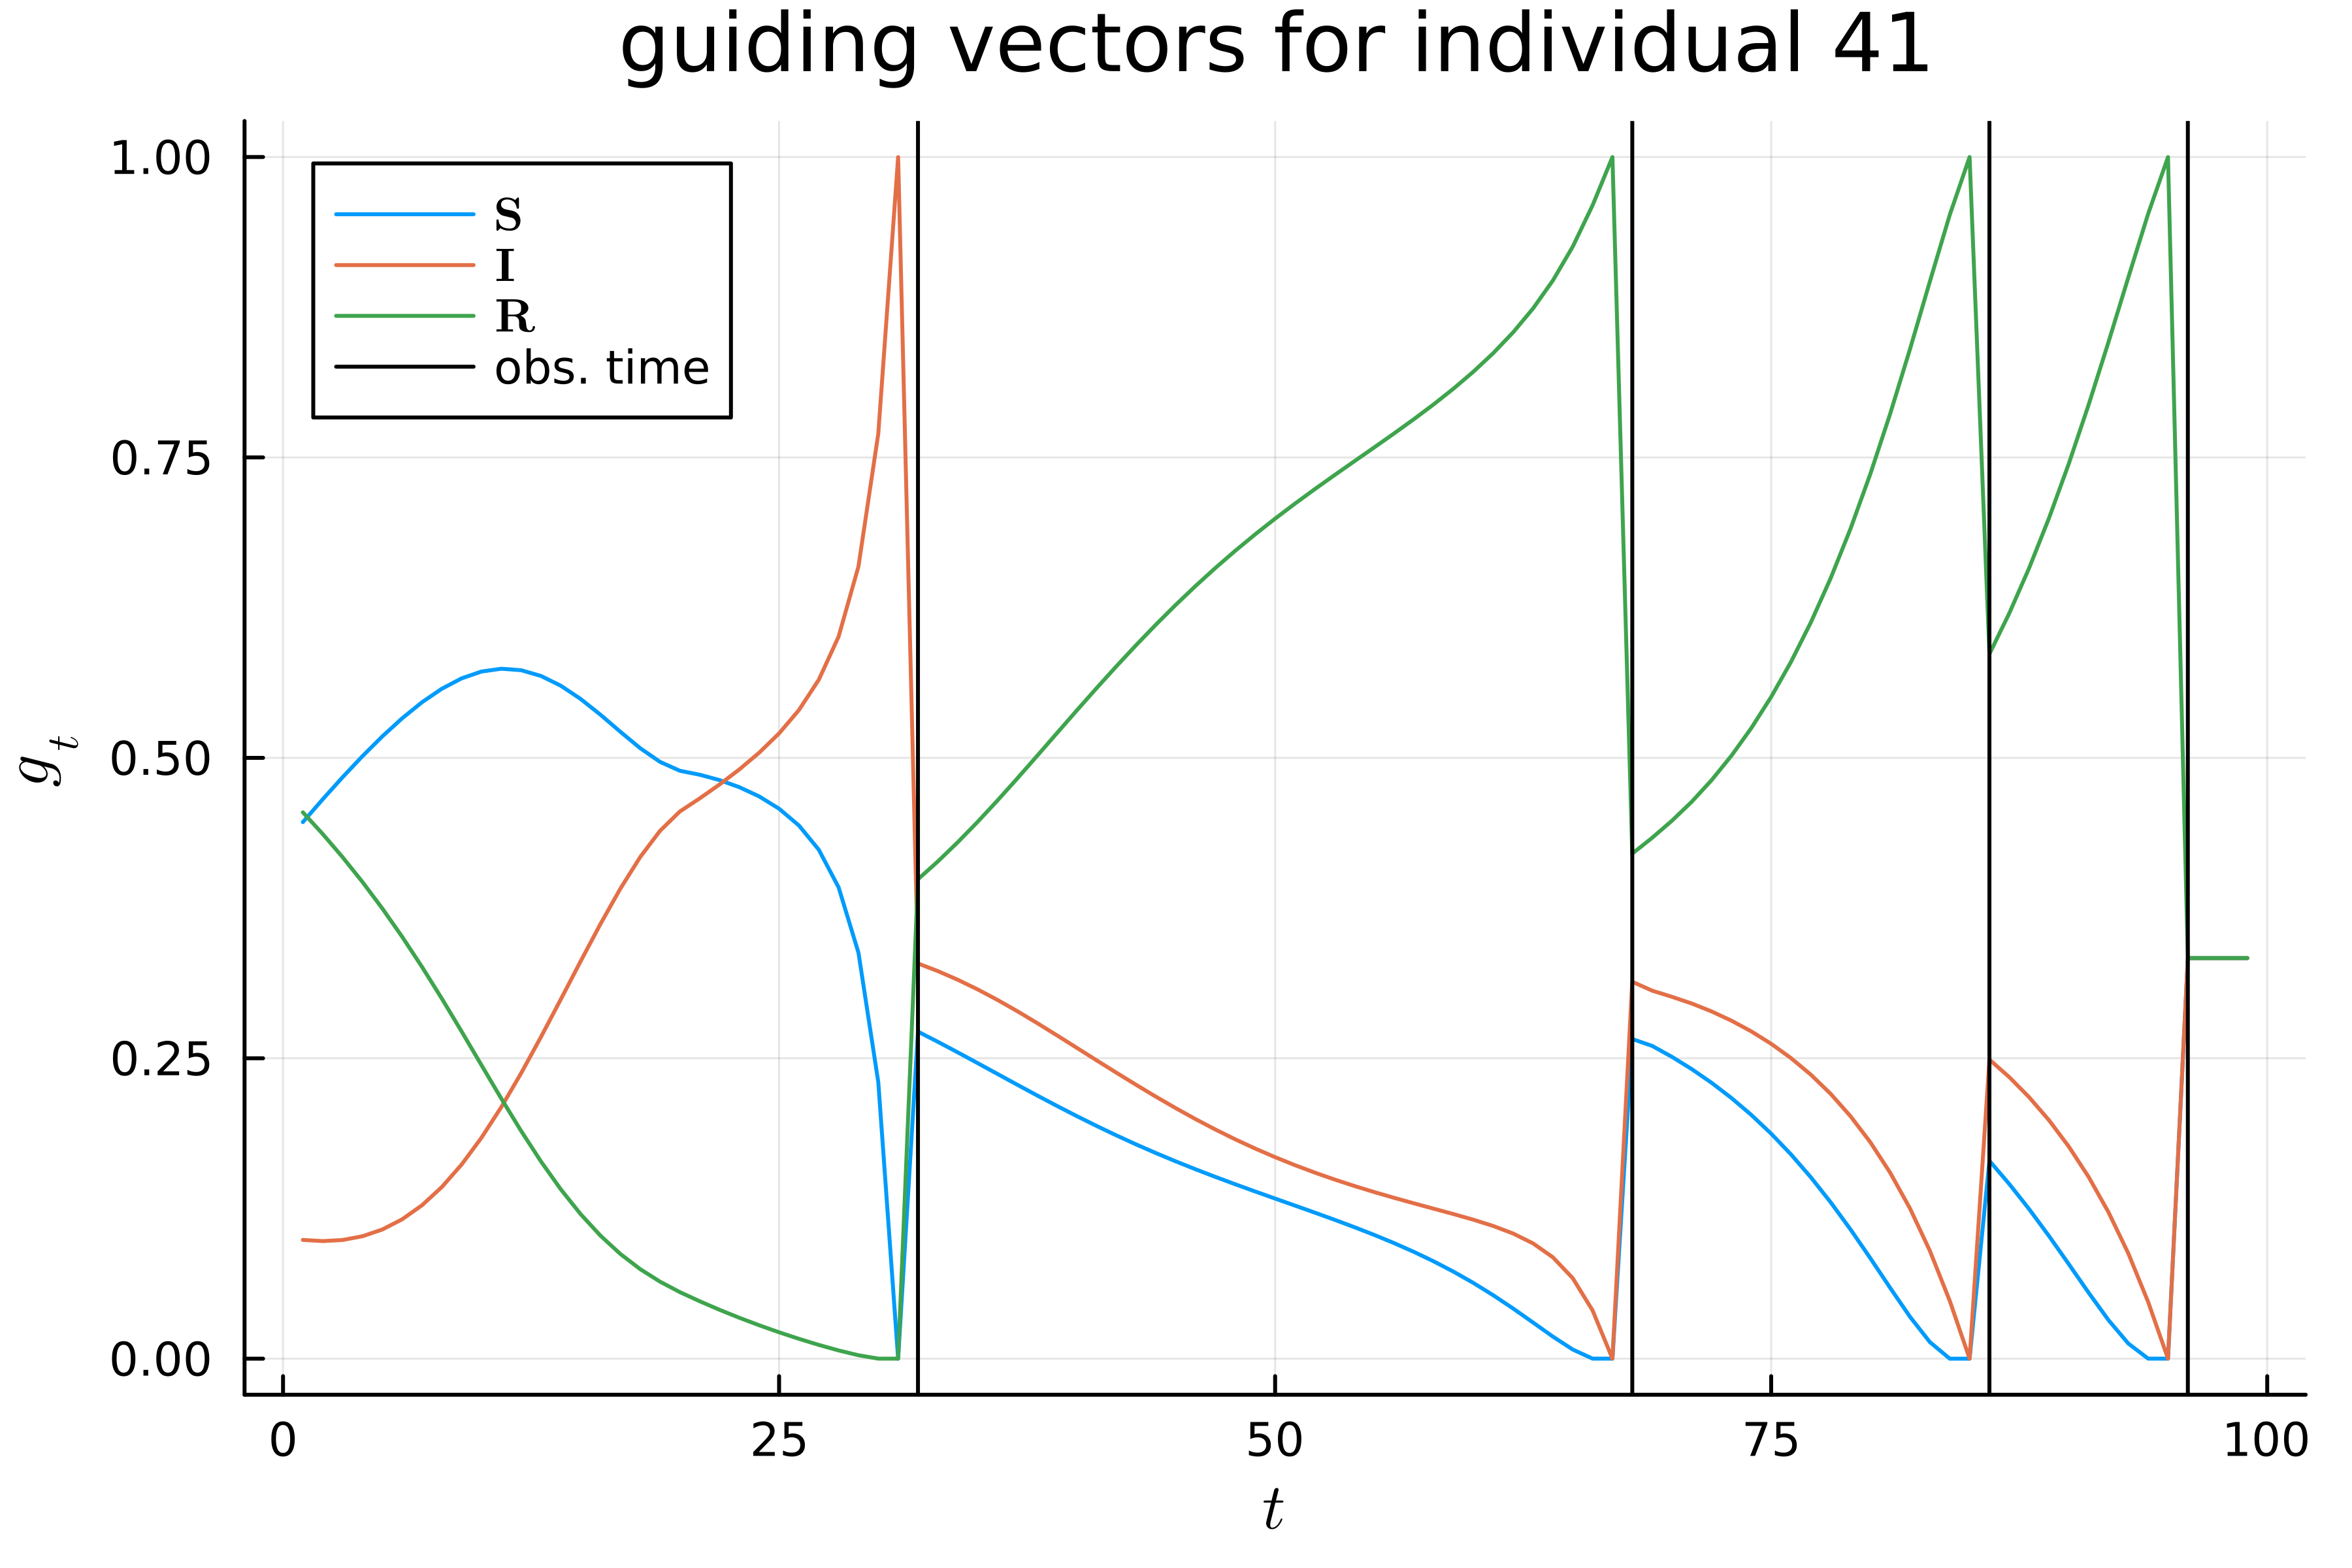 guiding vectors for individual 41
1.00
0.75
0.50
0.25
0.00
g_t
S
I
R
obs. time
0 25 50 75 100
t